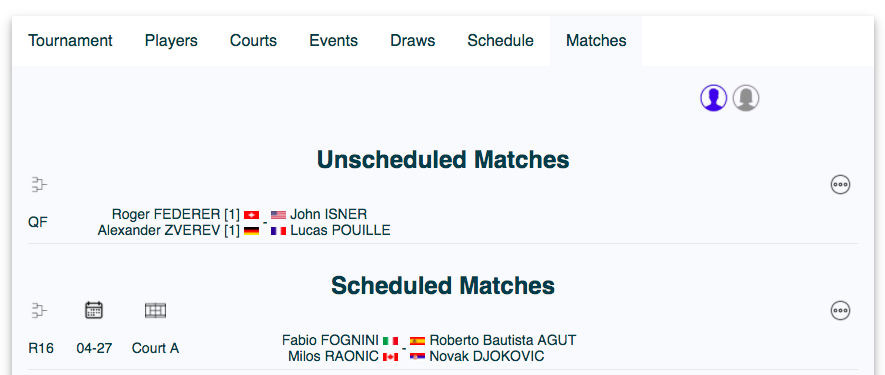 Tournament Players Courts Events Draws Schedule Matches
Unscheduled Matches
QF
Roger FEDERER [1] - John ISNER
Alexander ZVEREV [1] Lucas POUILLE
Scheduled Matches
R16 04-27 Court A
Fabio FOGNINI - Roberto Bautista AGUT
Milos RAONIC Novak DJOKOVIC